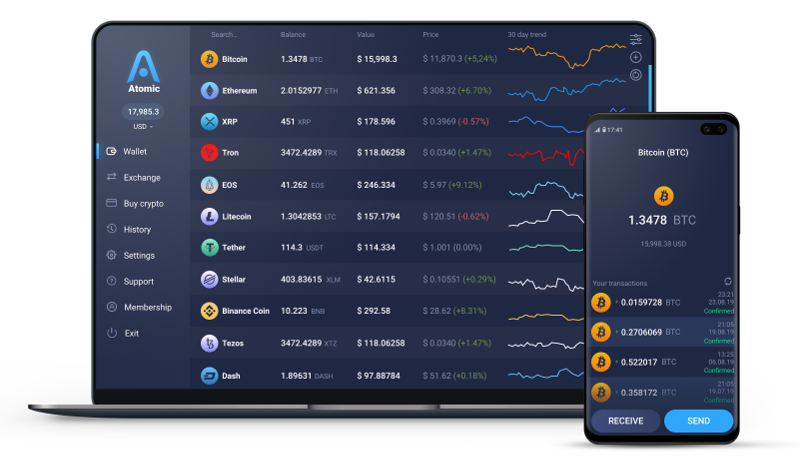 Search... Balance Value Price 30 day trend
Atomic
17,985.3
USD
Wallet
Exchange
Buy crypto
History
Settings
Support
Membership
Exit
Bitcoin 1.3478 BTC $ 15,998.3 $ 11,870.3 (+5,24%)
Ethereum 2.0152977 ETH $ 621.356 $ 308.32 (+6.70%)
XRP 451 XRP $ 178.596 $ 0.3969 (-0.57%)
Tron 3472.4289 TRX $ 118.06258 $ 0.0340 (+1.47%)
EOS 41.262 EOS $ 246.334 $ 5.97 (+9.12%)
Litecoin 1.3042853 LTC $ 157.1794 $ 120.51 (-0.62%)
Tether 114.3 USDT $ 114.334 $ 1.001 (0.00%)
Stellar 403.83615 XLM $ 42.6115 $ 0.10551 (+0.29%)
Binance Coin 10.223 BNB $ 292.58 $ 28.62 (+8.31%)
Tezos 3472.4289 XTZ $ 118.06258 $ 0.0340 (+1.47%)
Dash 1.89631 DASH $ 97.88784 $ 51.62 (+0.18%)
17:41
Bitcoin (BTC)
1.3478 BTC
15,998.38 USD
Your transactions
23:21
0.0159728 BTC 23.08.19
Confirmed
21:05
0.2706069 BTC 19.08.19
Confirmed
13:25
0.522017 BTC 06.08.19
Confirmed
21:05
0.358172 BTC 19.07.19
Confirmed
RECEIVE SEND